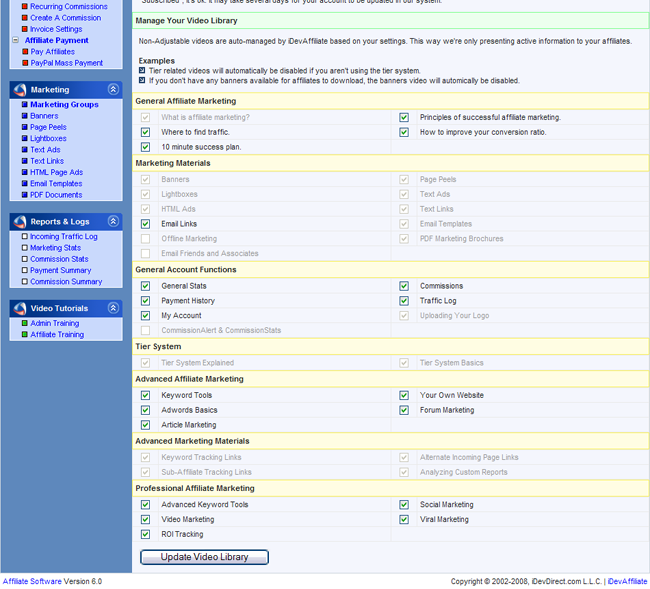 Recurring Commissions
Create A Commission
Invoice Settings
Affiliate Payment
Pay Affiliates
PayPal Mass Payment
Marketing
Marketing Groups
Banners
Page Peels
Lightboxes
Text Ads
Text Links
HTML Page Ads
Email Templates
PDF Documents
Reports & Logs
Incoming Traffic Log
Marketing Stats
Commission Stats
Payment Summary
Commission Summary
Video Tutorials
Admin Training
Affiliate Training
"Subscribed", it's ok. It may take several days for your account to be updated in our system.
Manage Your Video Library
Non-Adjustable videos are auto-managed by iDevAffiliate based on your settings. This way we're only presenting active information to your affiliates.
Examples
Tier related videos will automatically be disabled if you aren't using the tier system.
If you don't have any banners available for affiliates to download, the banners video will automically be disabled.
General Affiliate Marketing
What is affiliate marketing? Principles of successful affiliate marketing.
Where to find traffic. How to improve your conversion ratio.
10 minute success plan.
Marketing Materials
Banners Page Peels
Lightboxes Text Ads
HTML Ads Text Links
Email Links Email Templates
Offline Marketing PDF Marketing Brochures
Email Friends and Associates
General Account Functions
General Stats Commissions
Payment History Traffic Log
My Account Uploading Your Logo
CommissionAlert & CommissionStats
Tier System
Tier System Explained Tier System Basics
Advanced Affiliate Marketing
Keyword Tools Your Own Website
Adwords Basics Forum Marketing
Article Marketing
Advanced Marketing Materials
Keyword Tracking Links Alternate Incoming Page Links
Sub-Affiliate Tracking Links Analyzing Custom Reports
Professional Affiliate Marketing
Advanced Keyword Tools Social Marketing
Video Marketing Viral Marketing
ROI Tracking
Update Video Library
Affiliate Software Version 6.0 Copyright © 2002-2008, iDevDirect.com L.L.C. | iDevAffiliate